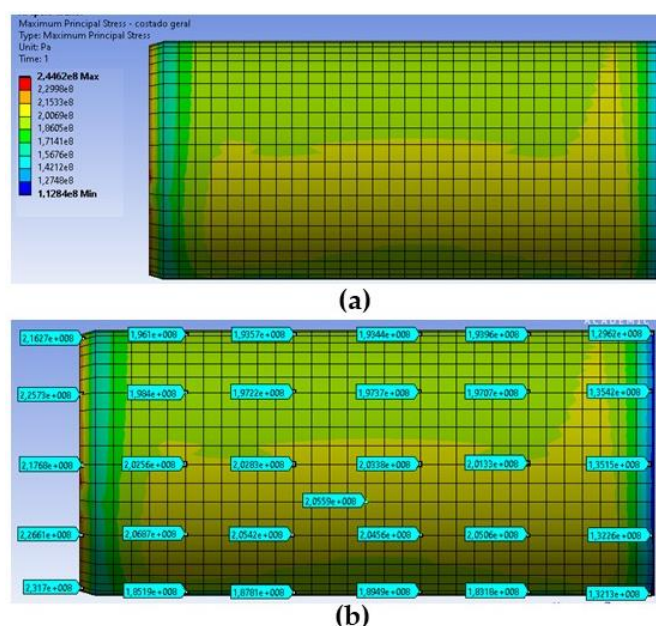 Maximum Principal Stress - costado geral
Type: Maximum Principal Stress
Unit: Pa
Time: 1
2,4462e8 Max
2,2998e8
2,1533e8
2,0069e8
1,8605e8
1,7141e8
1,5676e8
1,4212e8
1,2748e8
1,1284e8 Min
(a)
ACADEMIC
2,1627e+008 1,961e+008 1,9357e+008 1,9344e+008 1,9396e+008 1,2962e+008
2,2573e+008 1,984e+008 1,9722e+008 1,9737e+008 1,9707e+008 1,3542e+008
2,1768e+008 2,0256e+008 2,0283e+008 2,0338e+008 2,0133e+008 1,3515e+008
2,0559e+008
2,2661e+008 2,0687e+008 2,0542e+008 2,0456e+008 2,0506e+008 1,3226e+008
2,317e+008 1,8519e+008 1,8781e+008 1,8949e+008 1,8318e+008 1,3213e+008
(b)